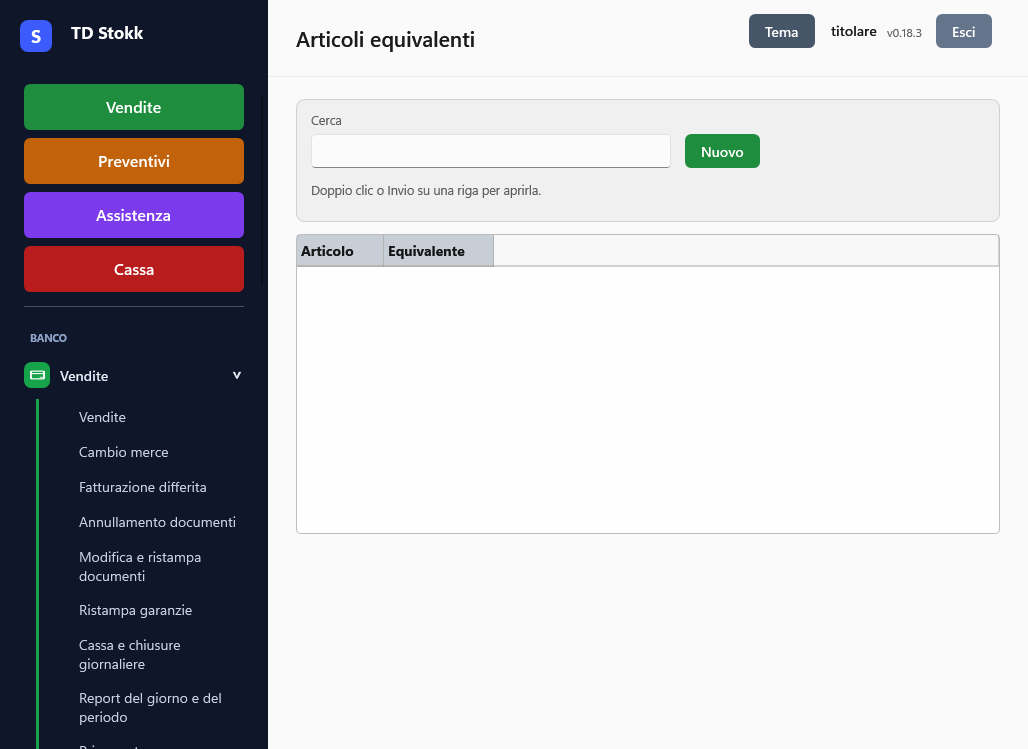 S
TD Stokk
Vendite
Preventivi
Assistenza
Cassa
BANCO
Vendite
Vendite
Cambio merce
Fatturazione differita
Annullamento documenti
Modifica e ristampa
documenti
Ristampa garanzie
Cassa e chiusure
giornaliere
Report del giorno e del
periodo
Articoli equivalenti
Tema
titolare
v0.18.3
Esci
Cerca
Nuovo
Doppio clic o Invio su una riga per aprirla.
Articolo
Equivalente